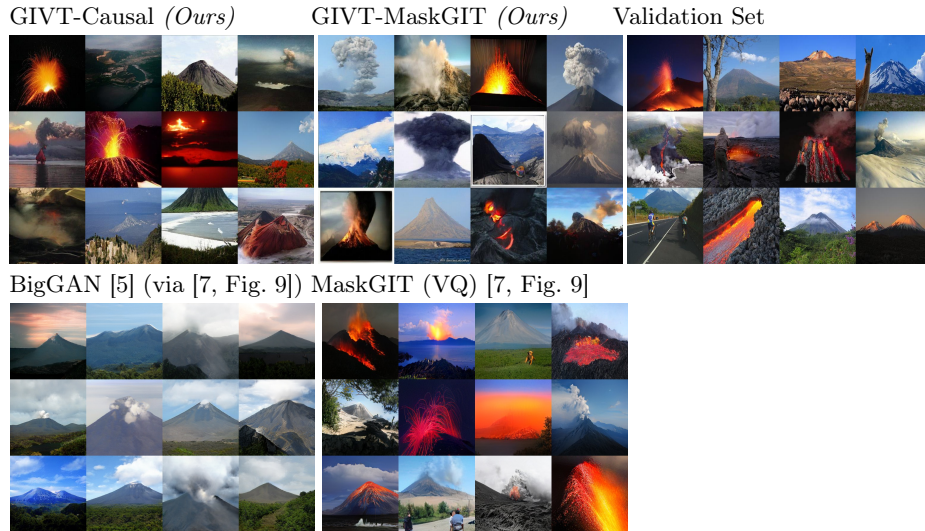 GIVT-Causal (Ours) GIVT-MaskGIT (Ours) Validation Set
BigGAN [5] (via [7, Fig. 9]) MaskGIT (VQ) [7, Fig. 9]